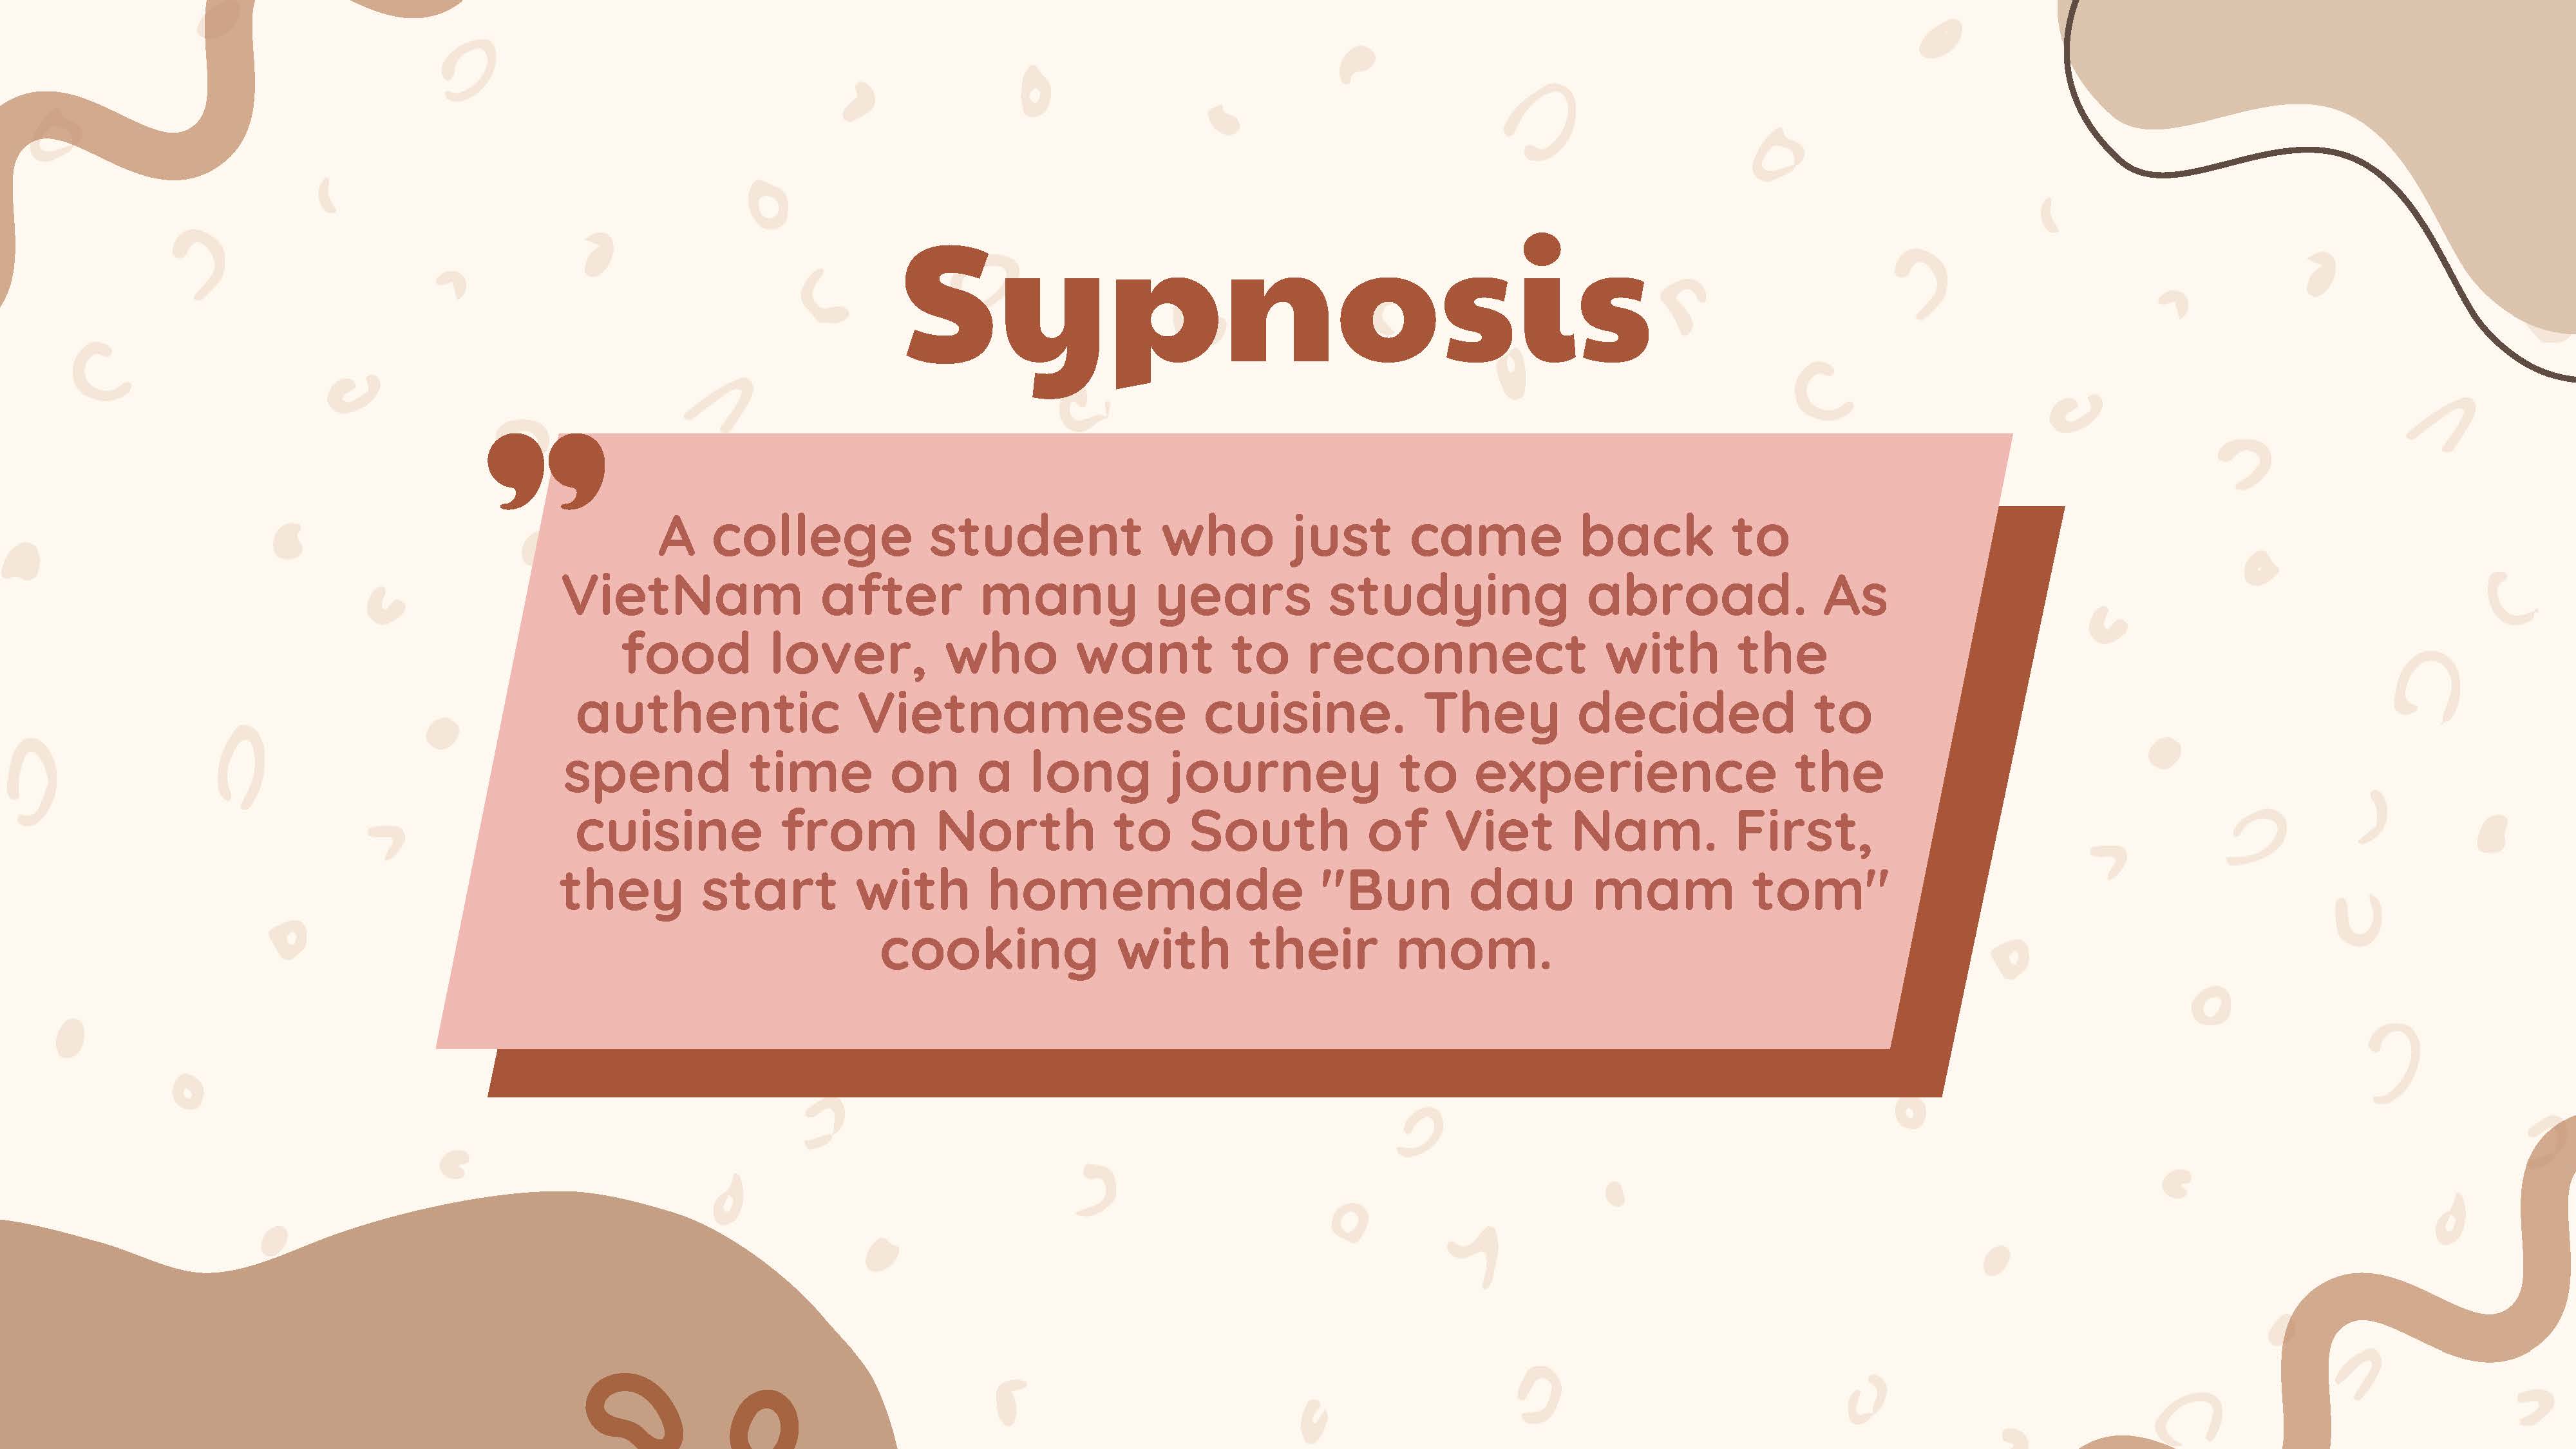 Sypnosis
”
A college student who just came back to
VietNam after many years studying abroad. As
food lover, who want to reconnect with the
authentic Vietnamese cuisine. They decided to
spend time on a long journey to experience the
cuisine from North to South of Viet Nam. First,
they start with homemade "Bun dau mam tom"
cooking with their mom.